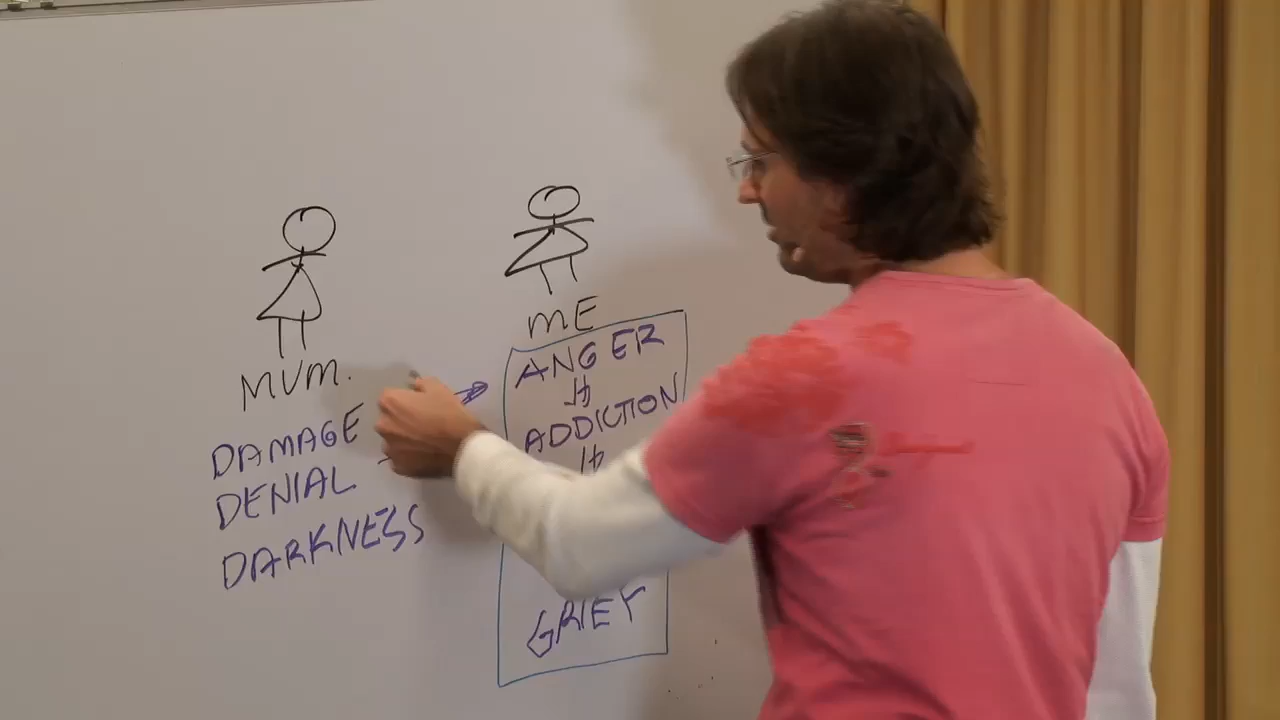 ME
MUM.
ANGER
ADDICTION
DAMAGE
DENIAL
DARKNESS
GRIEF